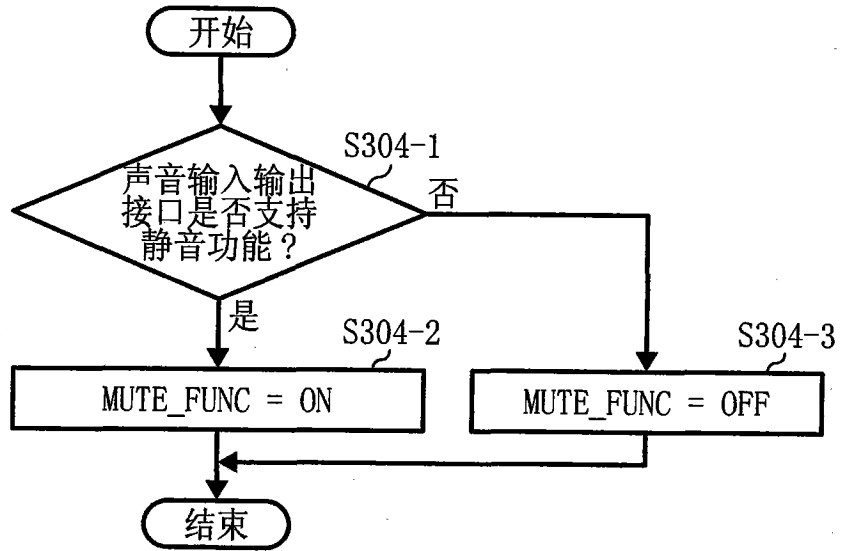 开始
S304-1
声音输入输出
接口是否支持
静音功能？
否
是
S304-2
MUTE_FUNC = ON
S304-3
MUTE_FUNC = OFF
结束